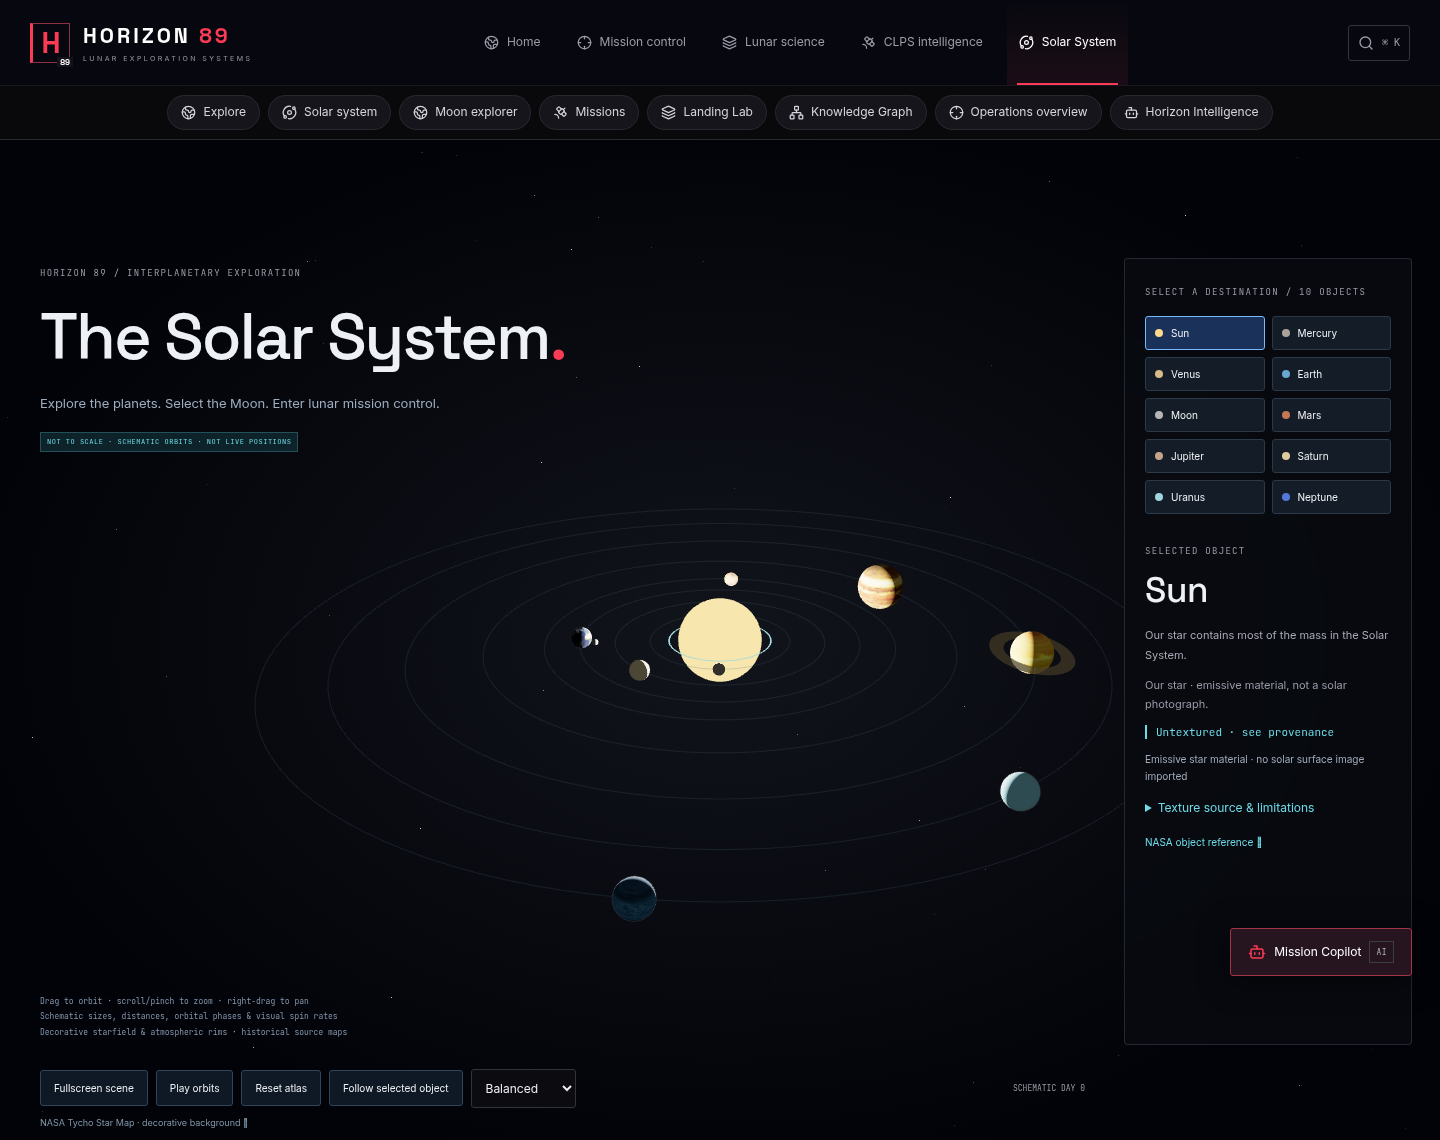 H
89
HORIZON 89
LUNAR EXPLORATION SYSTEMS
Home
Mission control
Lunar science
CLPS intelligence
Solar System
⌘ K
Explore
Solar system
Moon explorer
Missions
Landing Lab
Knowledge Graph
Operations overview
Horizon Intelligence
HORIZON 89 / INTERPLANETARY EXPLORATION
The Solar System.
Explore the planets. Select the Moon. Enter lunar mission control.
NOT TO SCALE · SCHEMATIC ORBITS · NOT LIVE POSITIONS
SELECT A DESTINATION / 10 OBJECTS
Sun
Mercury
Venus
Earth
Moon
Mars
Jupiter
Saturn
Uranus
Neptune
SELECTED OBJECT
Sun
Our star contains most of the mass in the Solar
System.
Our star · emissive material, not a solar
photograph.
Untextured · see provenance
Emissive star material · no solar surface image
imported
Texture source & limitations
NASA object reference
Mission Copilot AI
Drag to orbit · scroll/pinch to zoom · right-drag to pan
Schematic sizes, distances, orbital phases & visual spin rates
Decorative starfield & atmospheric rims · historical source maps
Fullscreen scene
Play orbits
Reset atlas
Follow selected object
Balanced
SCHEMATIC DAY 0
NASA Tycho Star Map · decorative background